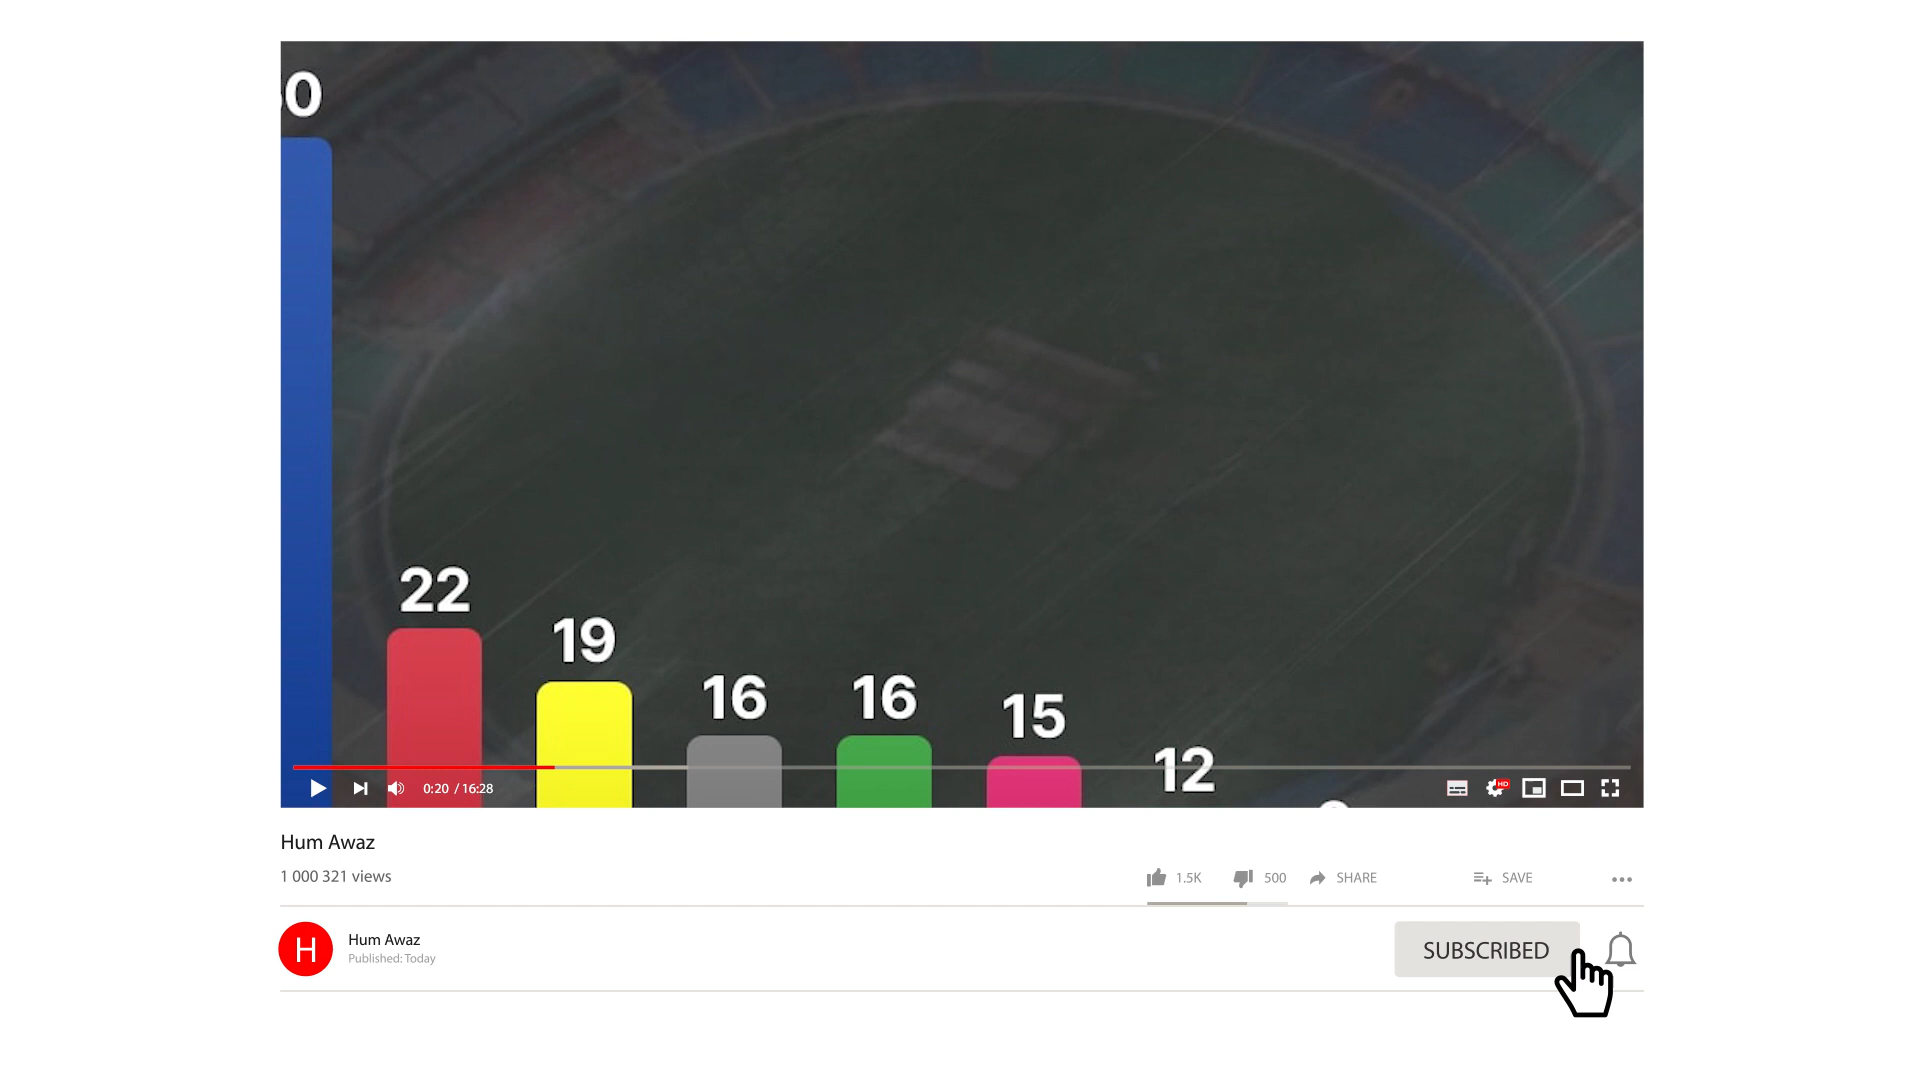 0
22
19
16
16
15
12
0:20 / 16:28
HD
Hum Awaz
1 000 321 views
1.5K
500
SHARE
SAVE
H
Hum Awaz
Published: Today
SUBSCRIBED